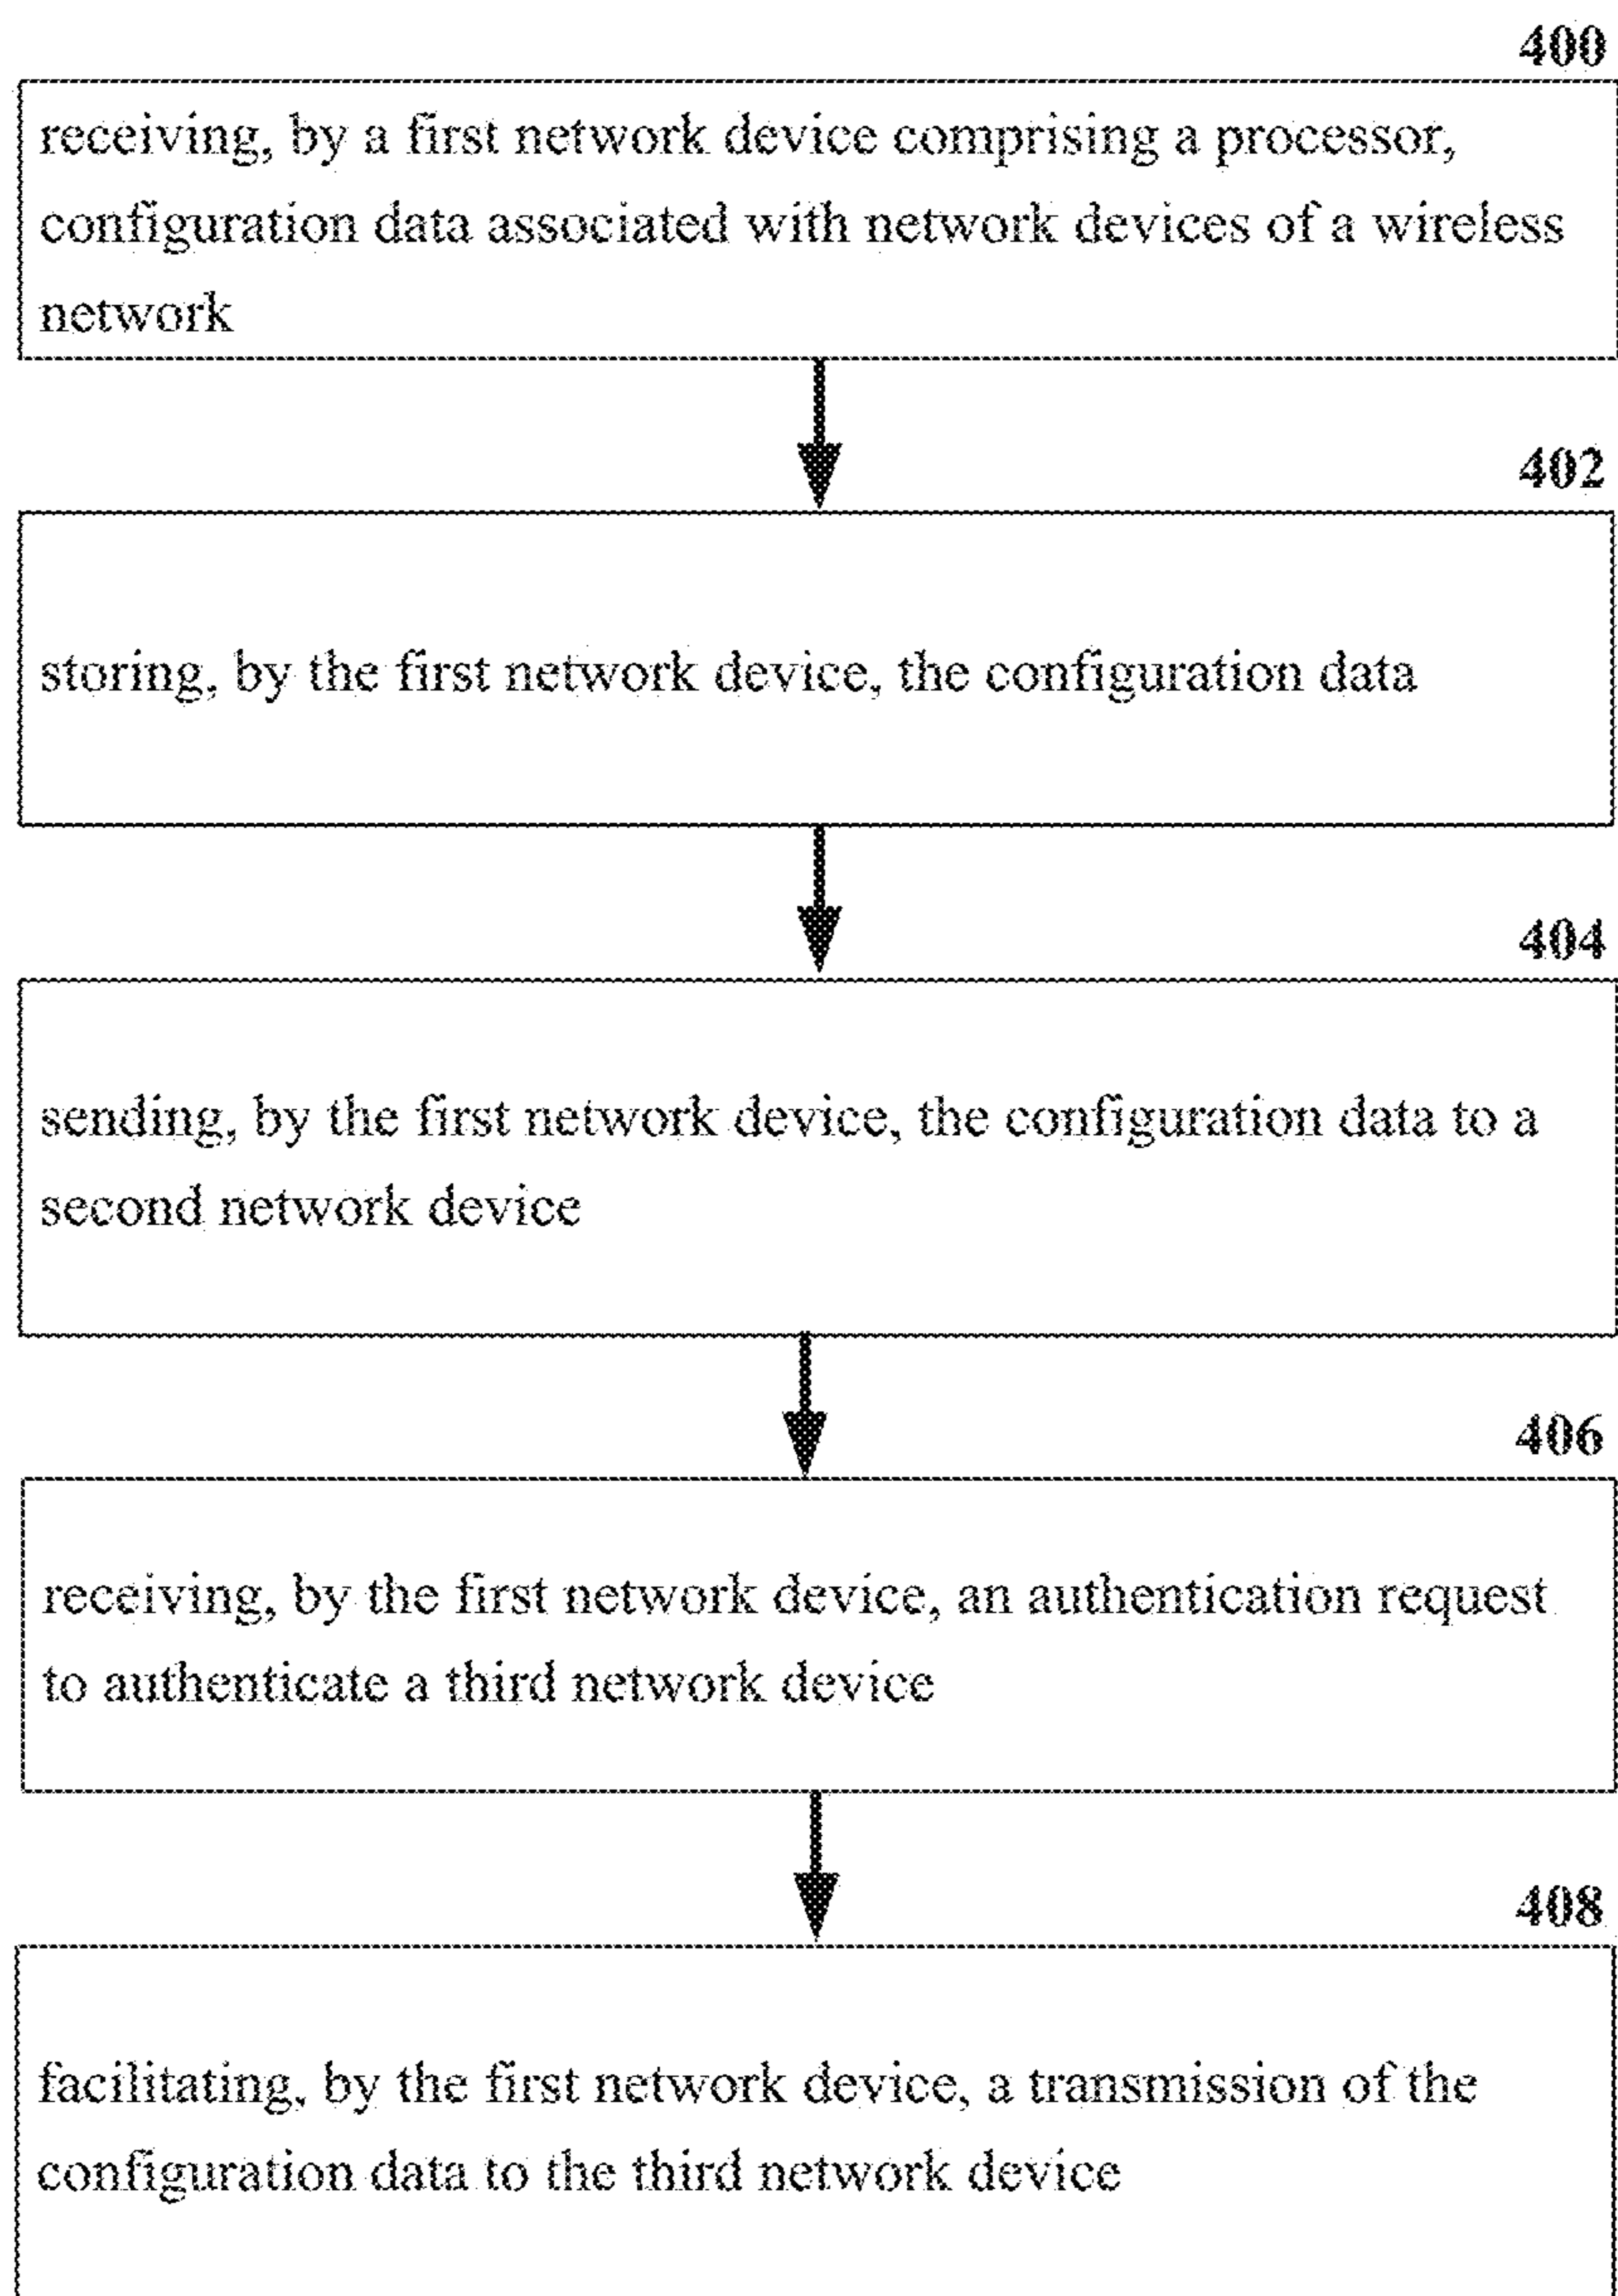 400
receiving, by a first network device comprising a processor,
configuration data associated with network devices of a wireless
network
402
storing, by the first network device, the configuration data
404
sending, by the first network device, the configuration data to a
second network device
406
receiving, by the first network device, an authentication request
to authenticate a third network device
408
facilitating, by the first network device, a transmission of the
configuration data to the third network device